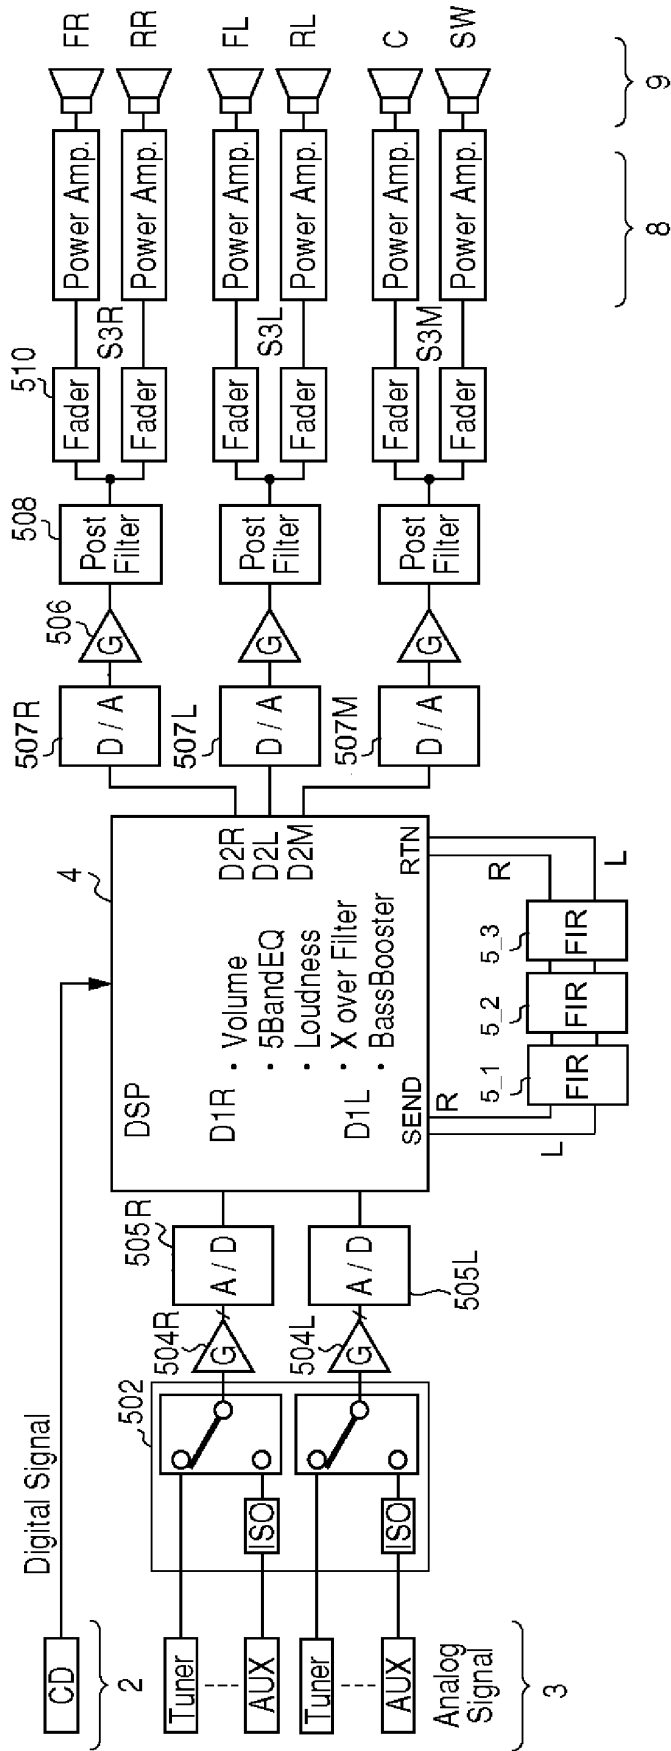 CD
2
Digital Signal
Tuner
AUX
Tuner
AUX
Analog
Signal
3
ISO
ISO
502
504R
G
504L
G
505R
A / D
A / D
505L
4
DSP
D1R
D1L
• Volume
• 5BandEQ
• Loudness
• X over Filter
• BassBooster
D2R
D2L
D2M
SEND
RTN
R
L
5_1
FIR
5_2
FIR
5_3
FIR
R
L
507R
D / A
507L
D / A
507M
D / A
506
G
G
G
508
Post
Filter
Post
Filter
Post
Filter
510
Fader
Fader
Fader
Fader
Fader
Fader
S3R
S3L
S3M
Power Amp.
Power Amp.
Power Amp.
Power Amp.
Power Amp.
Power Amp.
8
FR
RR
FL
RL
C
SW
9